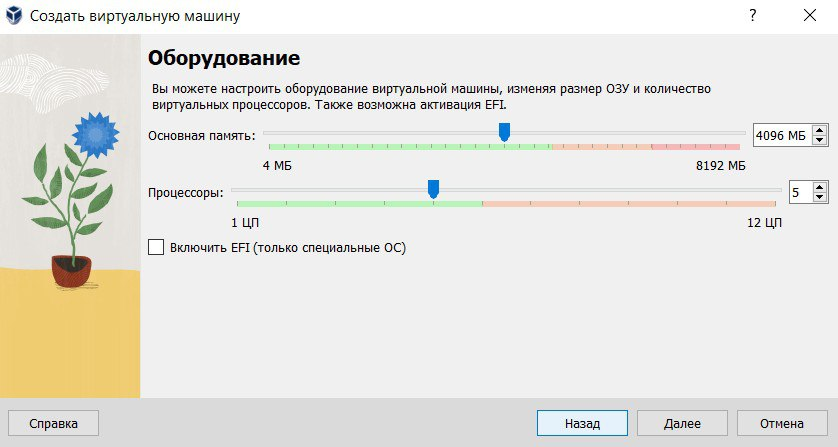 Создать виртуальную машину
?
Оборудование
Вы можете настроить оборудование виртуальной машины, изменяя размер ОЗУ и количество
виртуальных процессоров. Также возможна активация EFI.
Основная память:
4096 МБ
4 МБ
8192 МБ
Процессоры:
5
1 ЦП
12 ЦП
Включить EFI (только специальные ОС)
Справка
Назад
Далее
Отмена